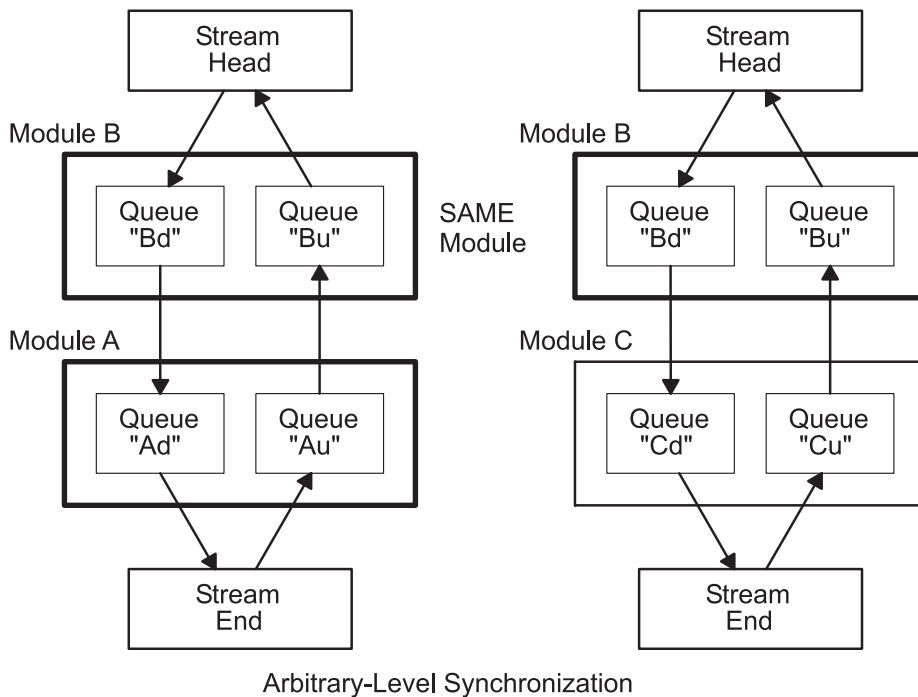 Stream
Head
Stream
Head
Module B
Module B
Queue
"Bd"
Queue
"Bu"
SAME
Module
Queue
"Bd"
Queue
"Bu"
Module A
Module C
Queue
"Ad"
Queue
"Au"
Queue
"Cd"
Queue
"Cu"
Stream
End
Stream
End
Arbitrary-Level Synchronization